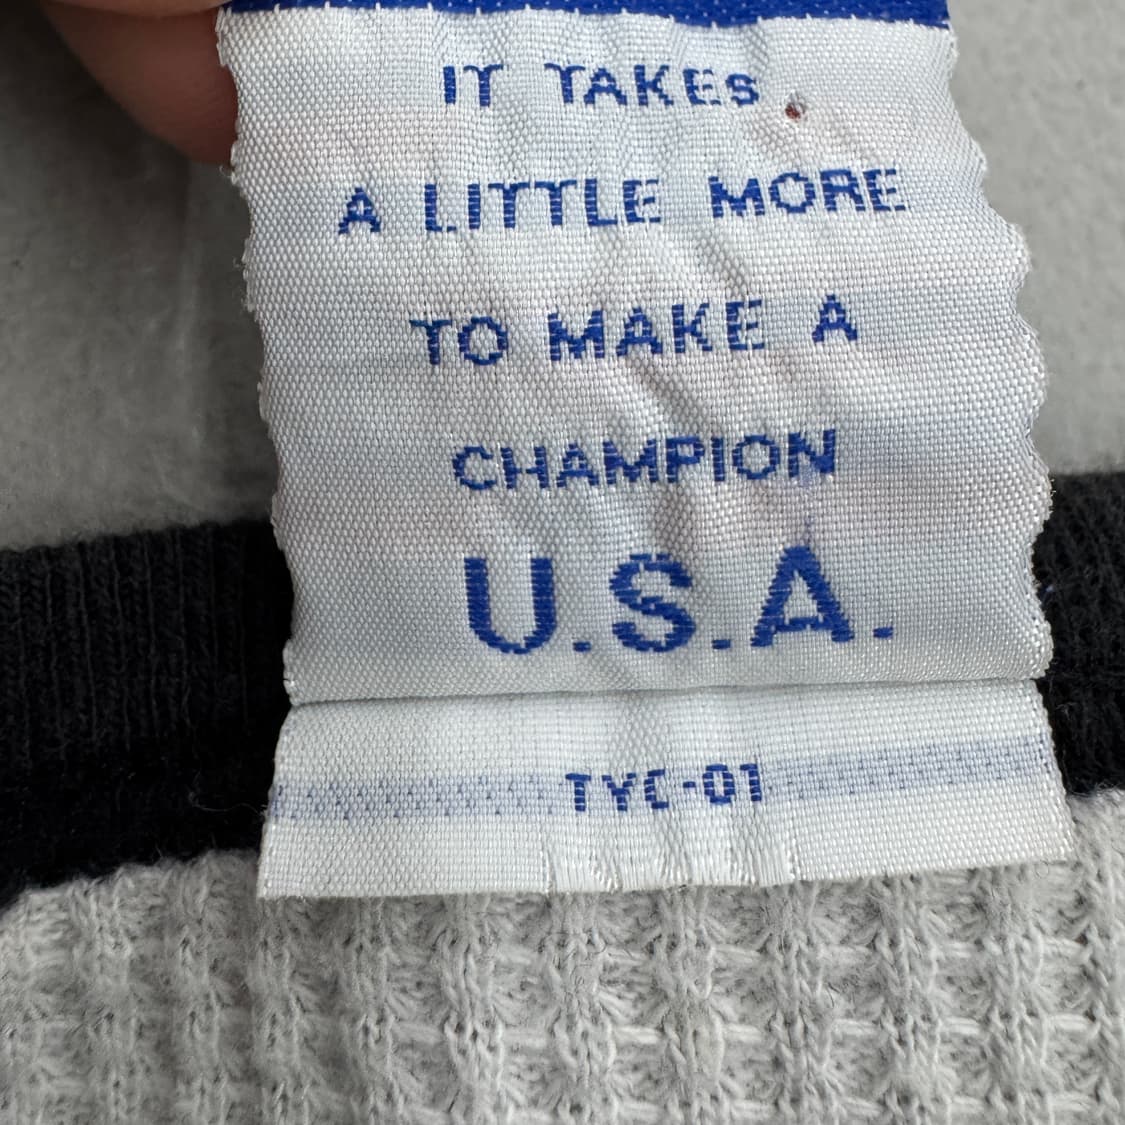 IT TAKES
A LITTLE MORE
TO MAKE A
CHAMPION
U.S.A.
TYC-01